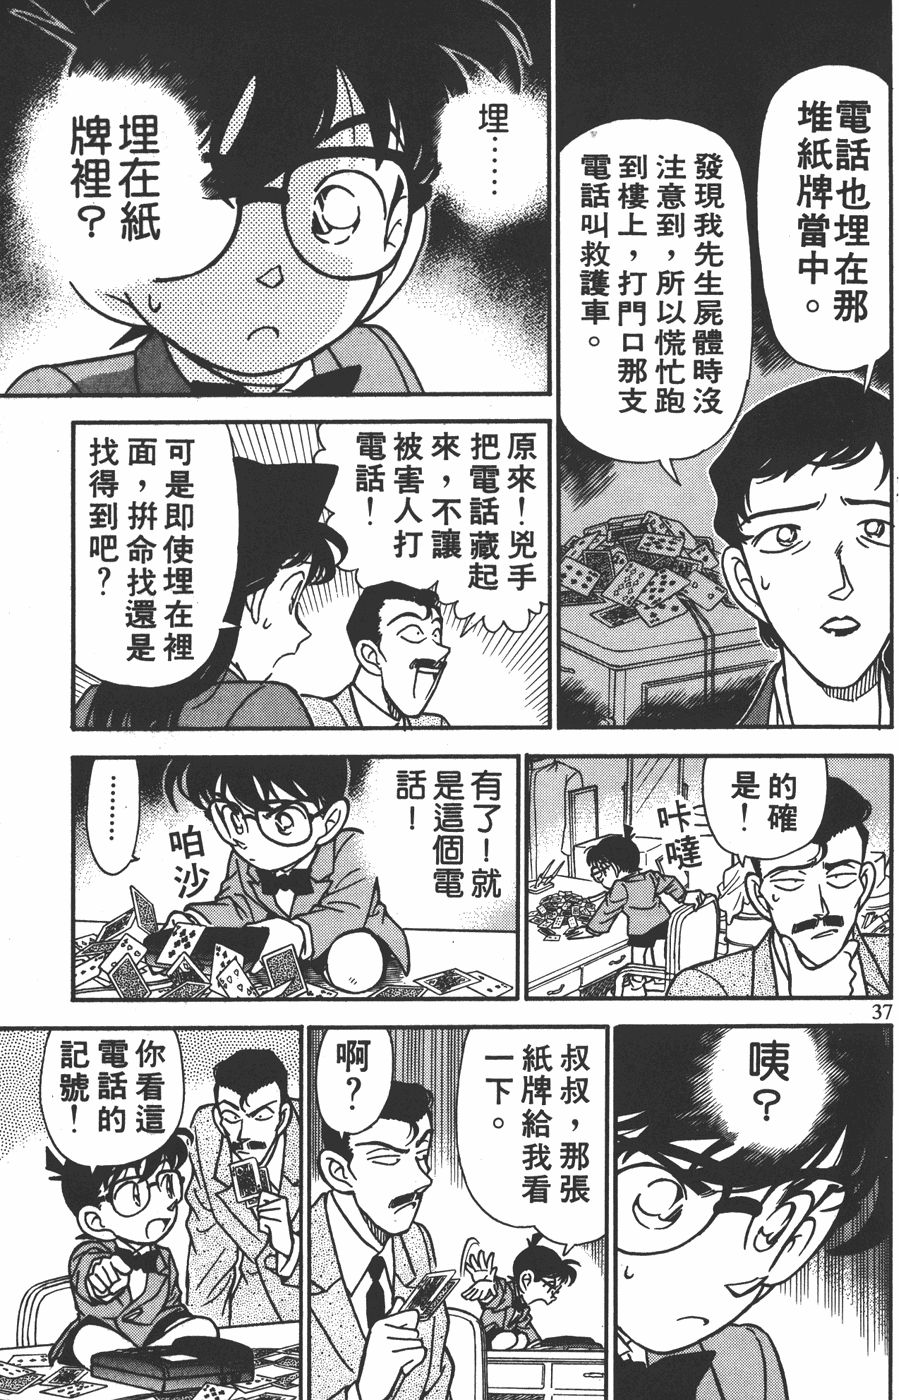 電話也埋在那
堆紙牌當中。
發現我先生屍體時沒
注意到，所以慌忙跑
到樓上，打門口那支
電話叫救護車。
埋……
埋在紙
牌裡？
原來！兇手
把電話藏起
來，不讓
被害人打
電話！
可是即使埋在裡
面，拚命找還是
找得到吧？
的確
是！
咔噠
有了！就
是這個電
話！
啪沙
……
37
咦？
叔叔，那張
紙牌給我看
一下。
啊？
你看這
電話的
記號！